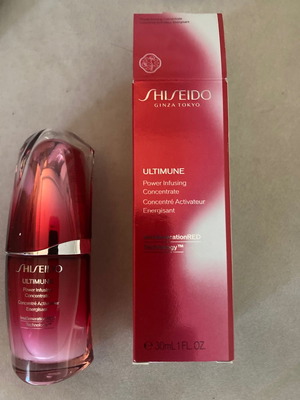 SHISEIDO
GINZA TOKYO
ULTIMUNE
Power Infusing
Concentrate
Concentré Activateur
Energisant
e 30mL 1 FL. OZ.
SHISEIDO
ULTIMUNE
Power Infusing
Concentrate
Concentré Activateur
Energisant